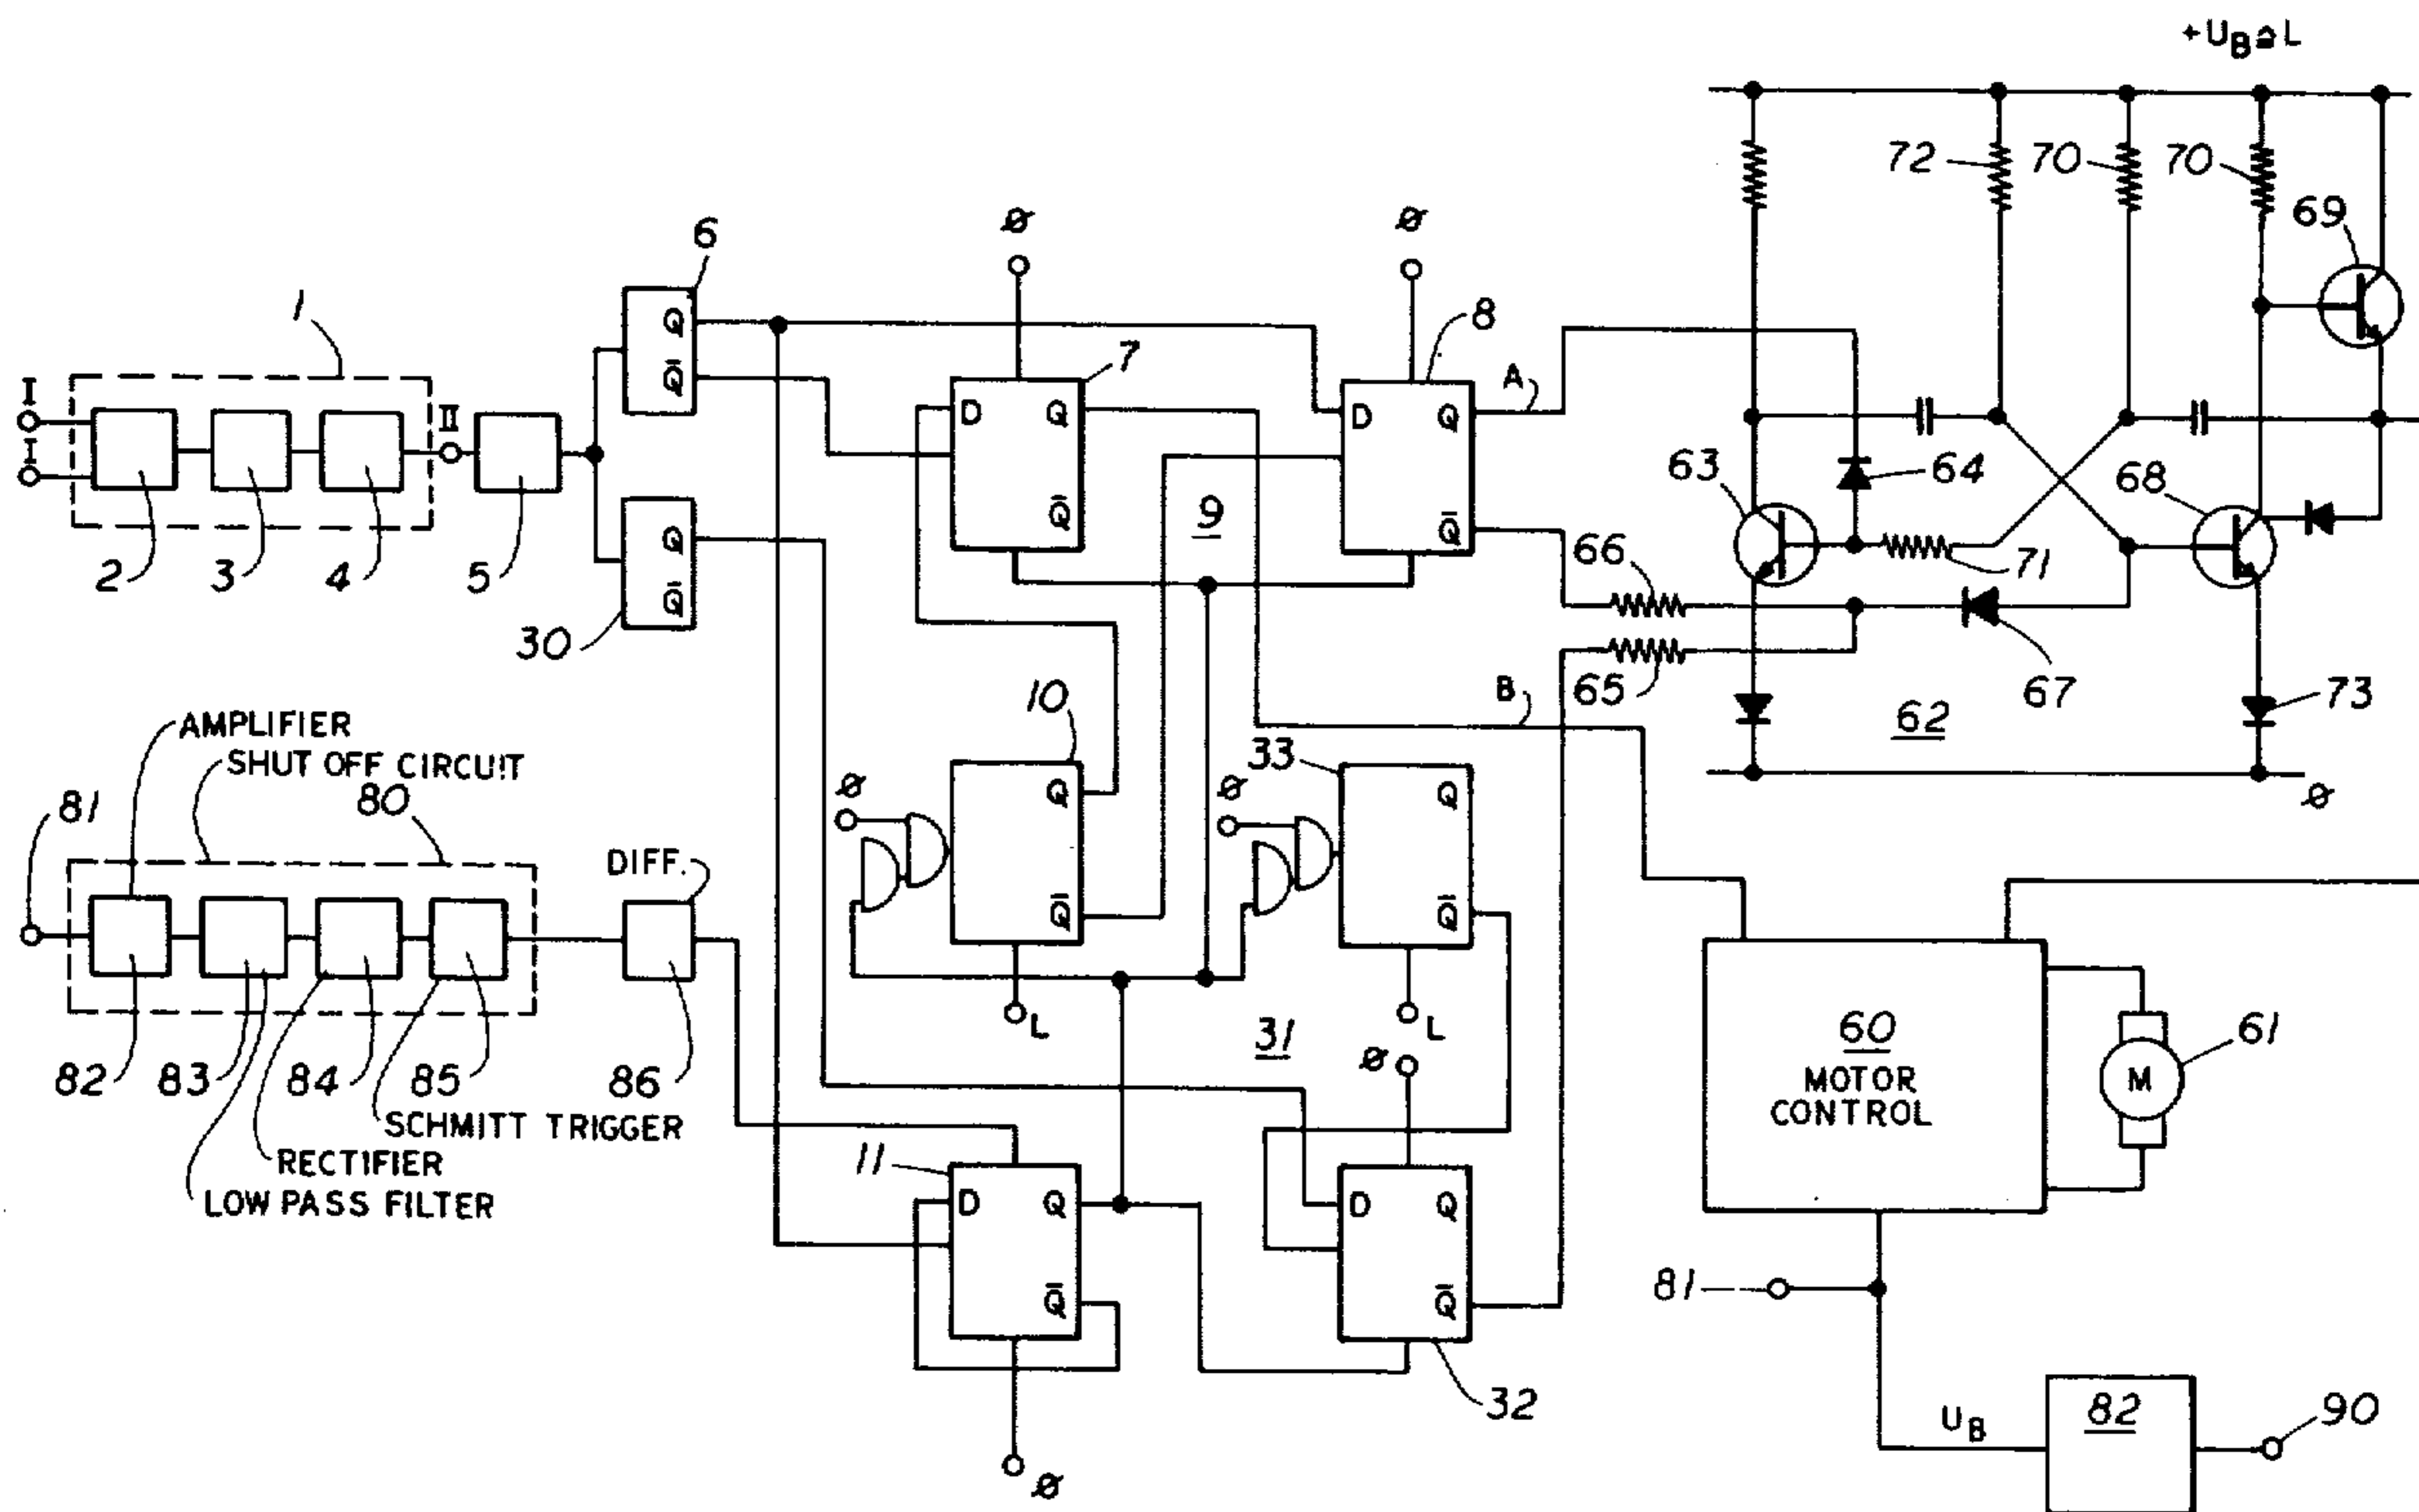 +U_B ≙ L
72
70
70
69
6
ø
ø
1
Q
Q̄
8
7
I
I
II
D
Q
Q̄
A
D
Q
Q̄
63
64
68
9
2
3
4
5
Q
Q̄
30
66
71
65
67
73
62
B
10
33
ø
AMPLIFIER
SHUT OFF CIRCUIT
80
81
ø
Q
Q̄
L
ø
Q
Q̄
L
DIFF.
82
83
84
85
86
SCHMITT TRIGGER
RECTIFIER
LOW PASS FILTER
31
ø
60
MOTOR
CONTROL
M
61
11
D
Q
Q̄
ø
D
Q
Q̄
32
81
U_B
82
90